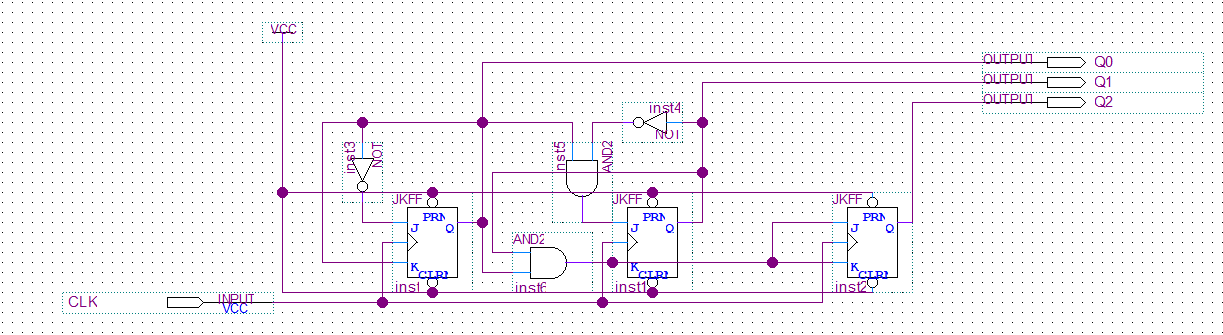 VCC
OUTPUT Q0
OUTPUT Q1
OUTPUT Q2
inst4
NOT
inst3
NOT
inst5
AND2
JKFF
PRN
J
Q
K
CLRN
inst
AND2
inst6
JKFF
PRN
J
Q
K
CLRN
inst1
JKFF
PRN
J
Q
K
CLRN
inst2
CLK
INPUT
VCC